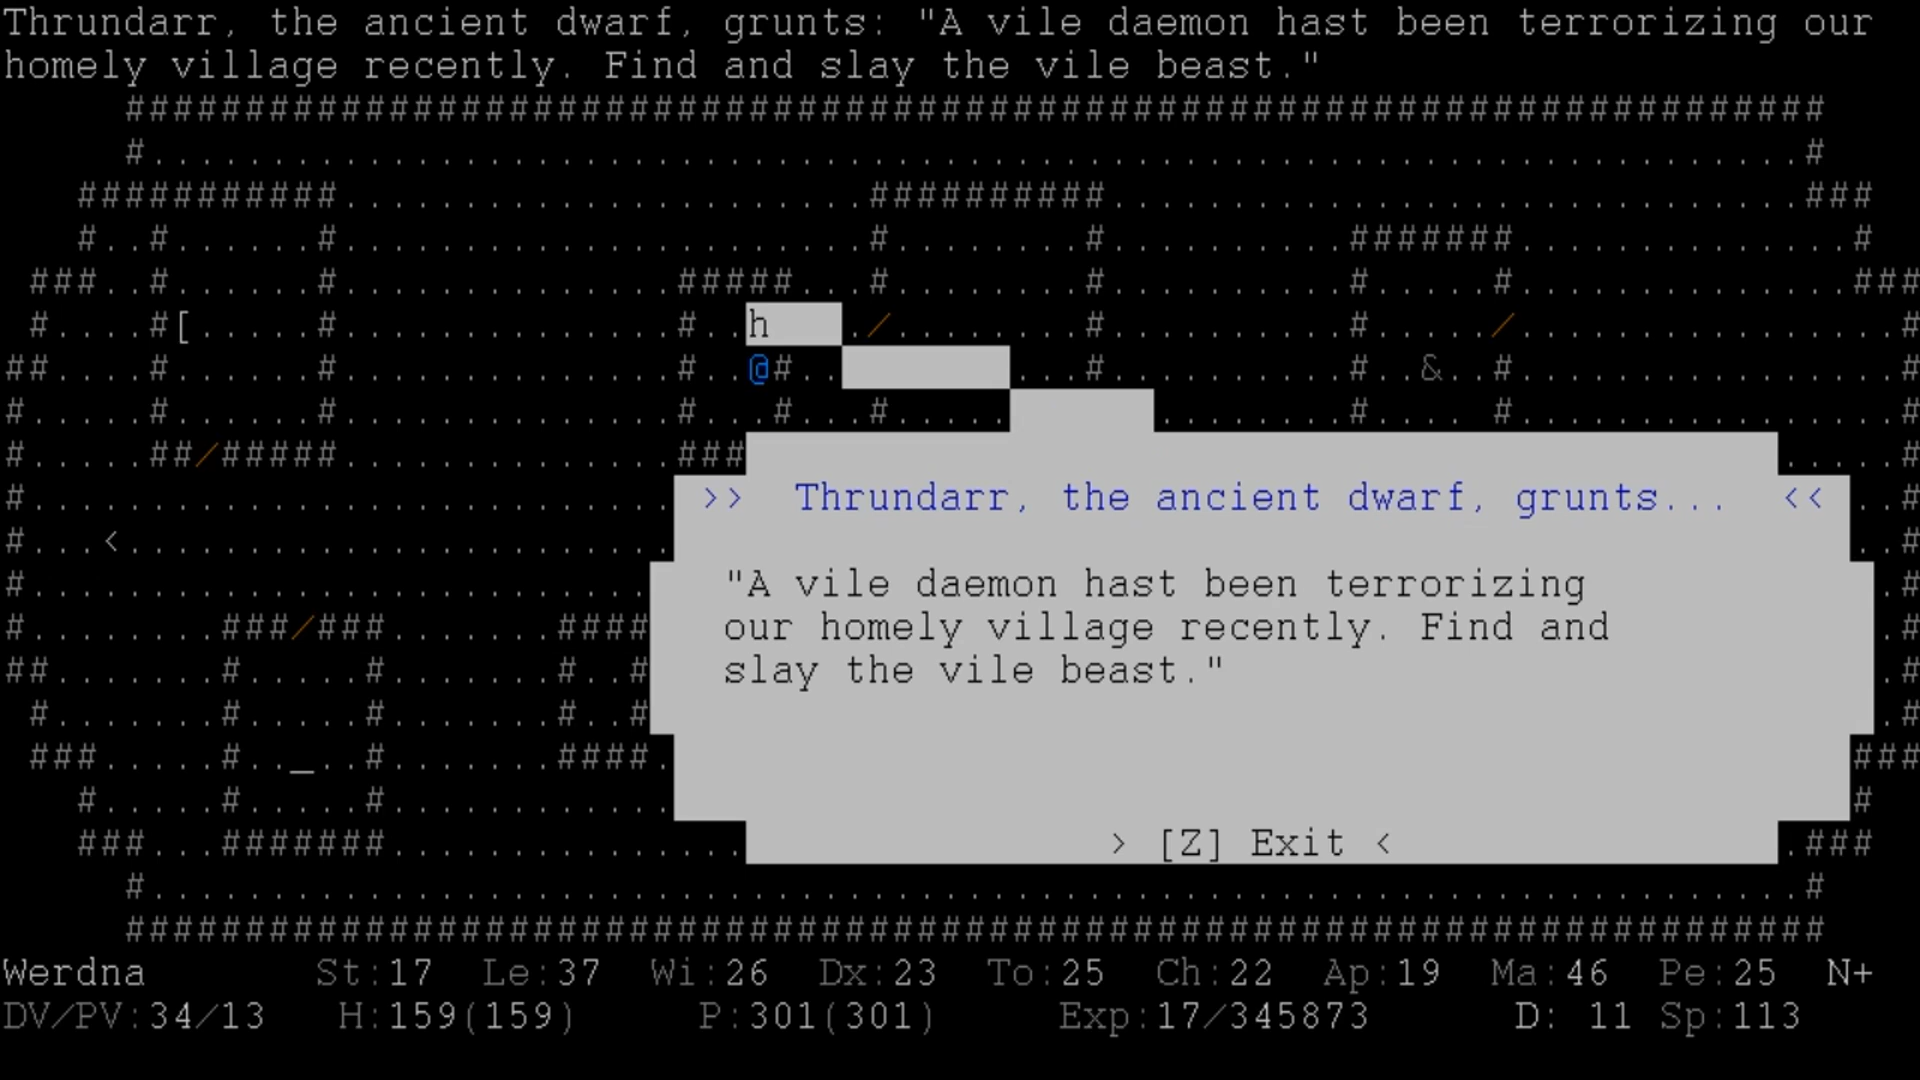 Thrundarr, the ancient dwarf, grunts: "A vile daemon hast been terrorizing our
homely village recently. Find and slay the vile beast."
>> Thrundarr, the ancient dwarf, grunts... <<
"A vile daemon hast been terrorizing
our homely village recently. Find and
slay the vile beast."
> [Z] Exit <
Werdna St:17 Le:37 Wi:26 Dx:23 To:25 Ch:22 Ap:19 Ma:46 Pe:25 N+
DV/PV:34/13 H:159(159) P:301(301) Exp:17/345873 D: 11 Sp:113